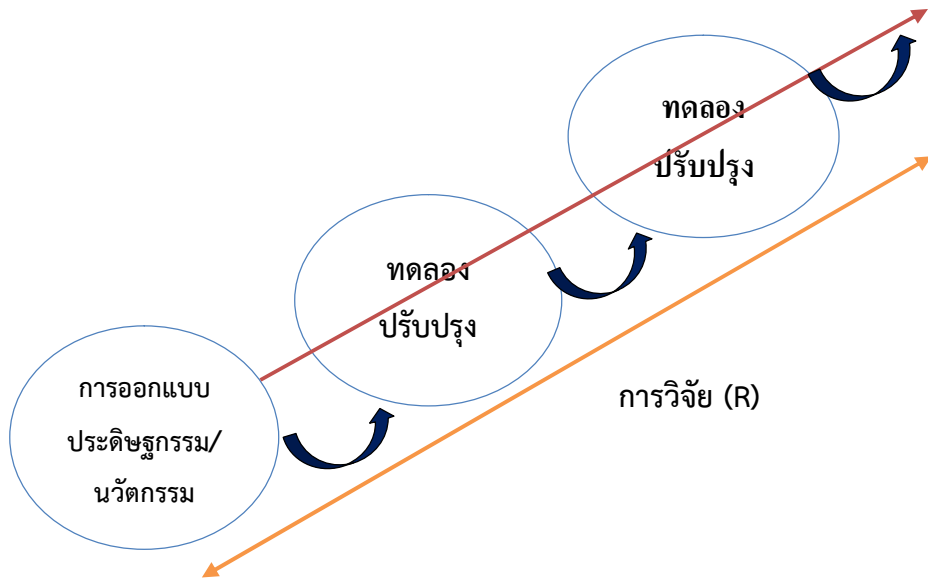 ทดลอง
ปรับปรุง
ทดลอง
ปรับปรุง
การออกแบบ
ประดิษฐกรรม/
นวัตกรรม
การวิจัย (R)